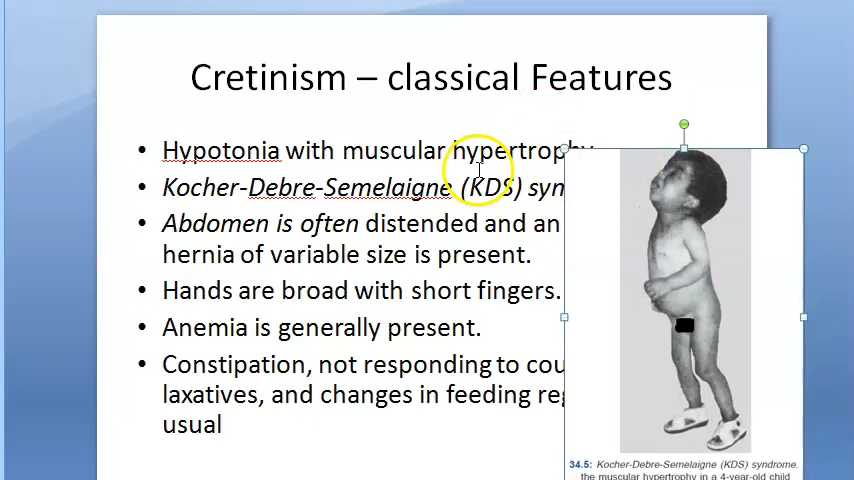 Cretinism – classical Features
• Hypotonia with muscular hypertrophy
• Kocher-Debre-Semelaigne (KDS) syn
• Abdomen is often distended and an
hernia of variable size is present.
• Hands are broad with short fingers.
• Anemia is generally present.
• Constipation, not responding to cou
laxatives, and changes in feeding reg
usual
34.5: Kocher-Debre-Semelaigne (KDS) syndrome.
the muscular hypertrophy in a 4-year-old child